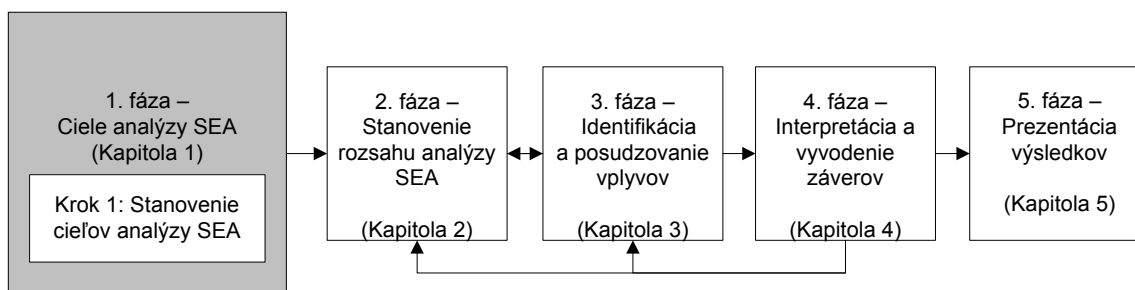 1. fáza –
Ciele analýzy SEA
(Kapitola 1)
Krok 1: Stanovenie
cieľov analýzy SEA
2. fáza –
Stanovenie
rozsahu analýzy
SEA
(Kapitola 2)
3. fáza –
Identifikácia
a posudzovanie
vplyvov
(Kapitola 3)
4. fáza –
Interpretácia a
vyvodenie
záverov
(Kapitola 4)
5. fáza –
Prezentácia
výsledkov
(Kapitola 5)